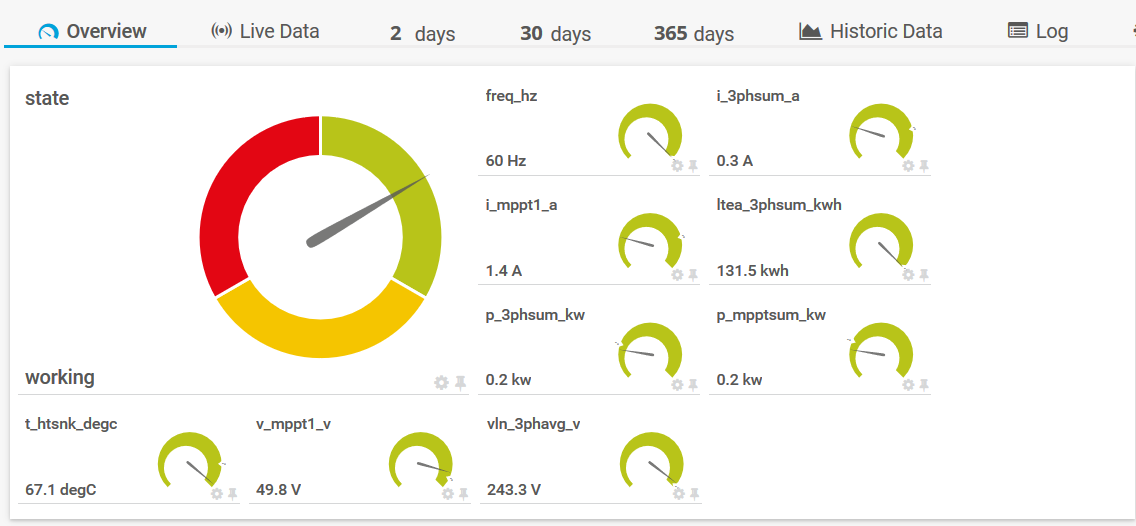 Overview
Live Data
2 days
30 days
365 days
Historic Data
Log
state
working
freq_hz
60 Hz
i_3phsum_a
0.3 A
i_mppt1_a
1.4 A
ltea_3phsum_kwh
131.5 kwh
p_3phsum_kw
0.2 kw
p_mpptsum_kw
0.2 kw
t_htsnk_degc
67.1 degC
v_mppt1_v
49.8 V
vln_3phavg_v
243.3 V